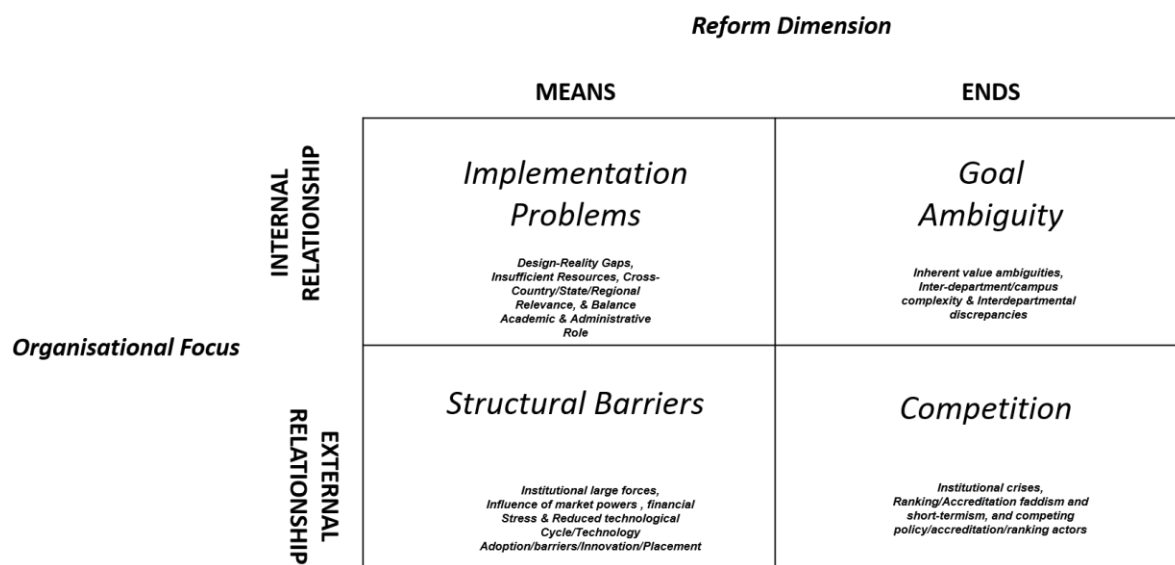 Reform Dimension
MEANS
ENDS
INTERNAL
RELATIONSHIP
Implementation
Problems
Design-Reality Gaps,
Insufficient Resources, Cross-
Country/State/Regional
Relevance, & Balance
Academic & Administrative
Role
Goal
Ambiguity
Inherent value ambiguities,
Inter-department/campus
complexity & Interdepartmental
discrepancies
Organisational Focus
EXTERNAL
RELATIONSHIP
Structural Barriers
Institutional large forces,
Influence of market powers , financial
Stress & Reduced technological
Cycle/Technology
Adoption/barriers/Innovation/Placement
Competition
Institutional crises,
Ranking/Accreditation faddism and
short-termism, and competing
policy/accreditation/ranking actors